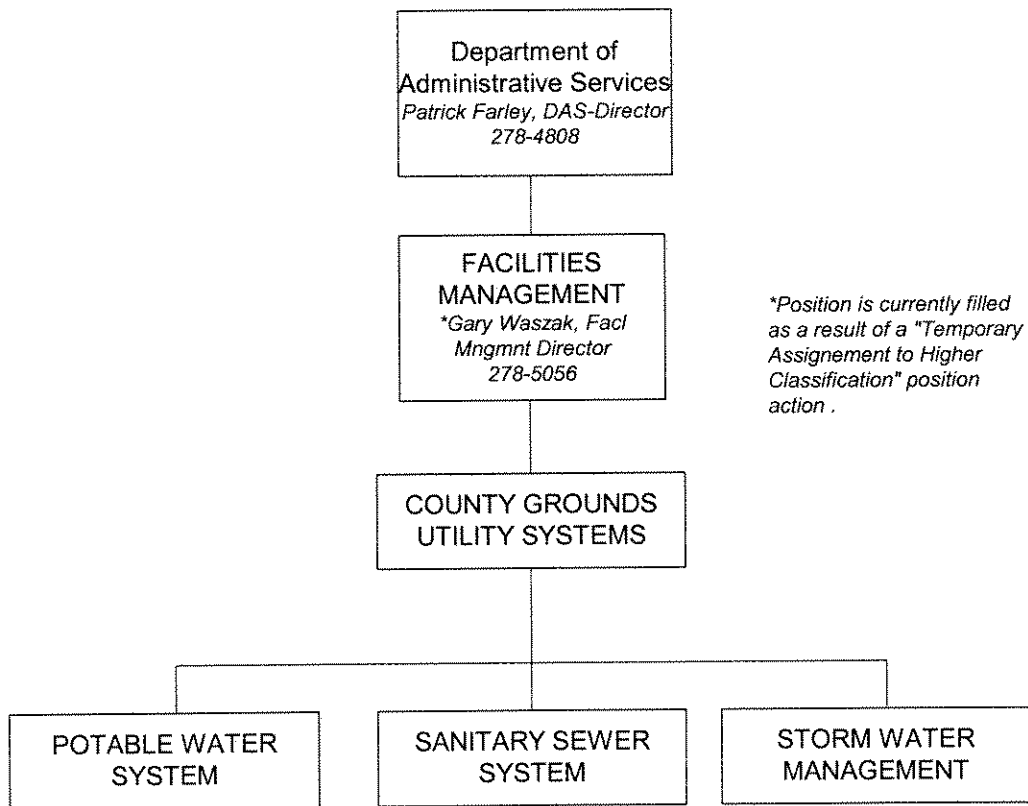 Department of
Administrative Services
Patrick Farley, DAS-Director
278-4808
FACILITIES
MANAGEMENT
*Gary Waszak, Facl
Mngmnt Director
278-5056
*Position is currently filled
as a result of a "Temporary
Assignement to Higher
Classification" position
action .
COUNTY GROUNDS
UTILITY SYSTEMS
POTABLE WATER
SYSTEM
SANITARY SEWER
SYSTEM
STORM WATER
MANAGEMENT